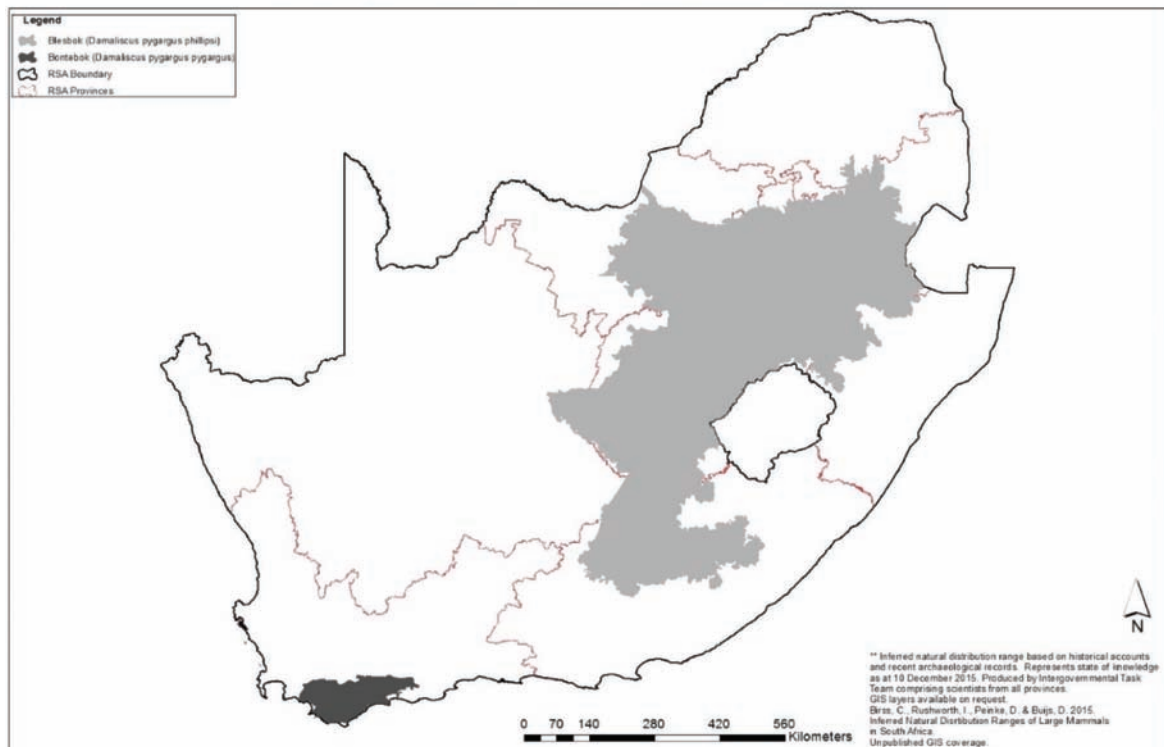 Legend
Blesbok (Damaliscus pygargus phillipsi)
Bontebok (Damaliscus pygargus pygargus)
RSA Boundary
RSA Provinces
N
** Inferred natural distribution range based on historical accounts
and recent archaeological records. Represents state of knowledge
as at 10 December 2015. Produced by Intergovernmental Task
Team comprising scientists from all provinces.
GIS layers available on request.
Birss, C., Rushworth, I., Peinke, D. & Buijs, D. 2015.
Inferred Natural Distribution Ranges of Large Mammals
in South Africa.
Unpublished GIS coverage.
0 70 140 280 420 560
Kilometers